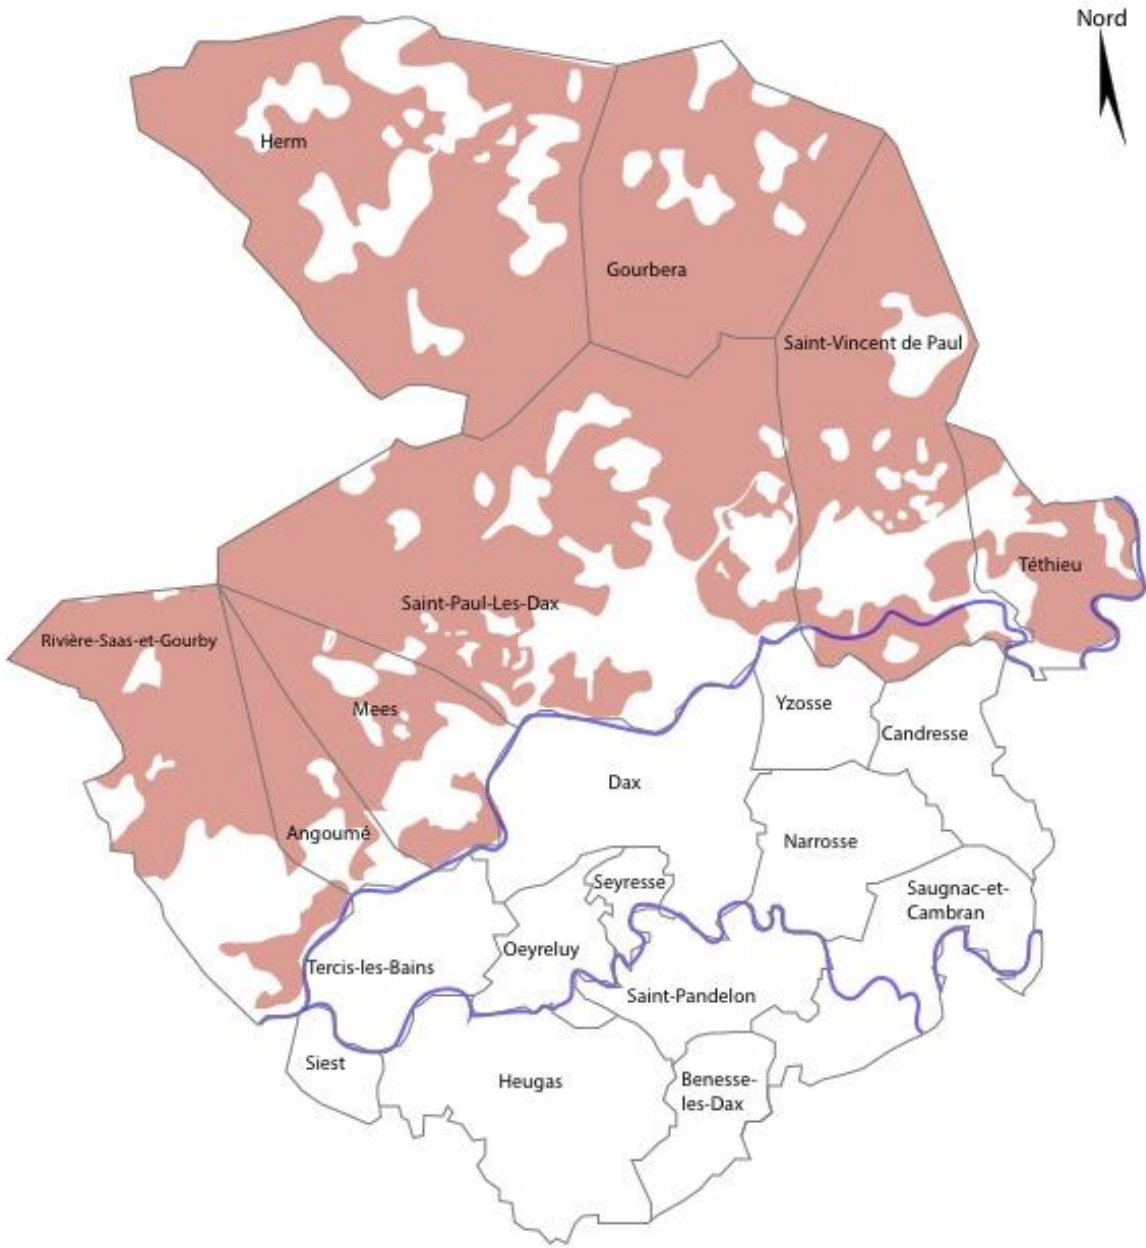 Nord
Herm
Gourbera
Saint-Vincent de Paul
Téthieu
Saint-Paul-Les-Dax
Rivière-Saas-et-Gourby
Mees
Yzosse
Candresse
Dax
Angoumé
Narrosse
Seyresse
Saugnac-et-
Cambran
Oeyreluy
Tercis-les-Bains
Saint-Pandelon
Siest
Heugas
Benesse-
les-Dax